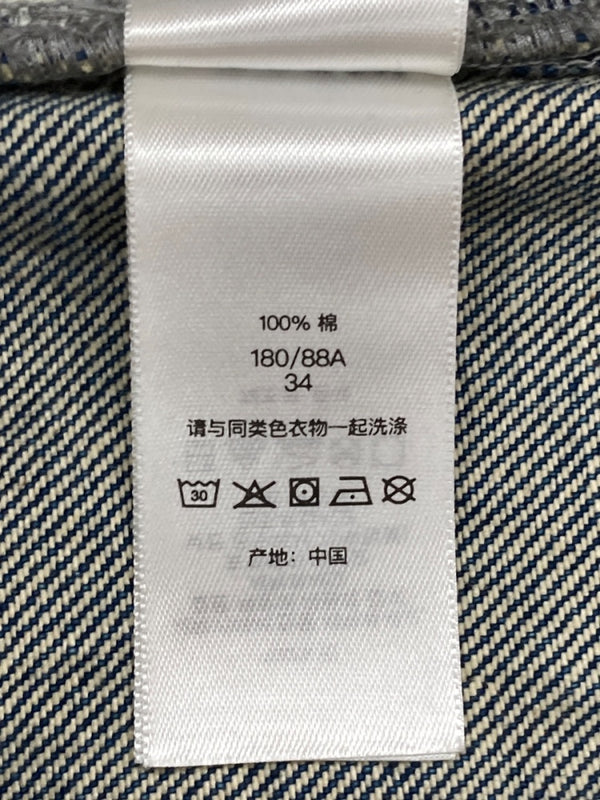 100% 棉
180/88A
34
请与同类色衣物一起洗涤
30
产地：中国